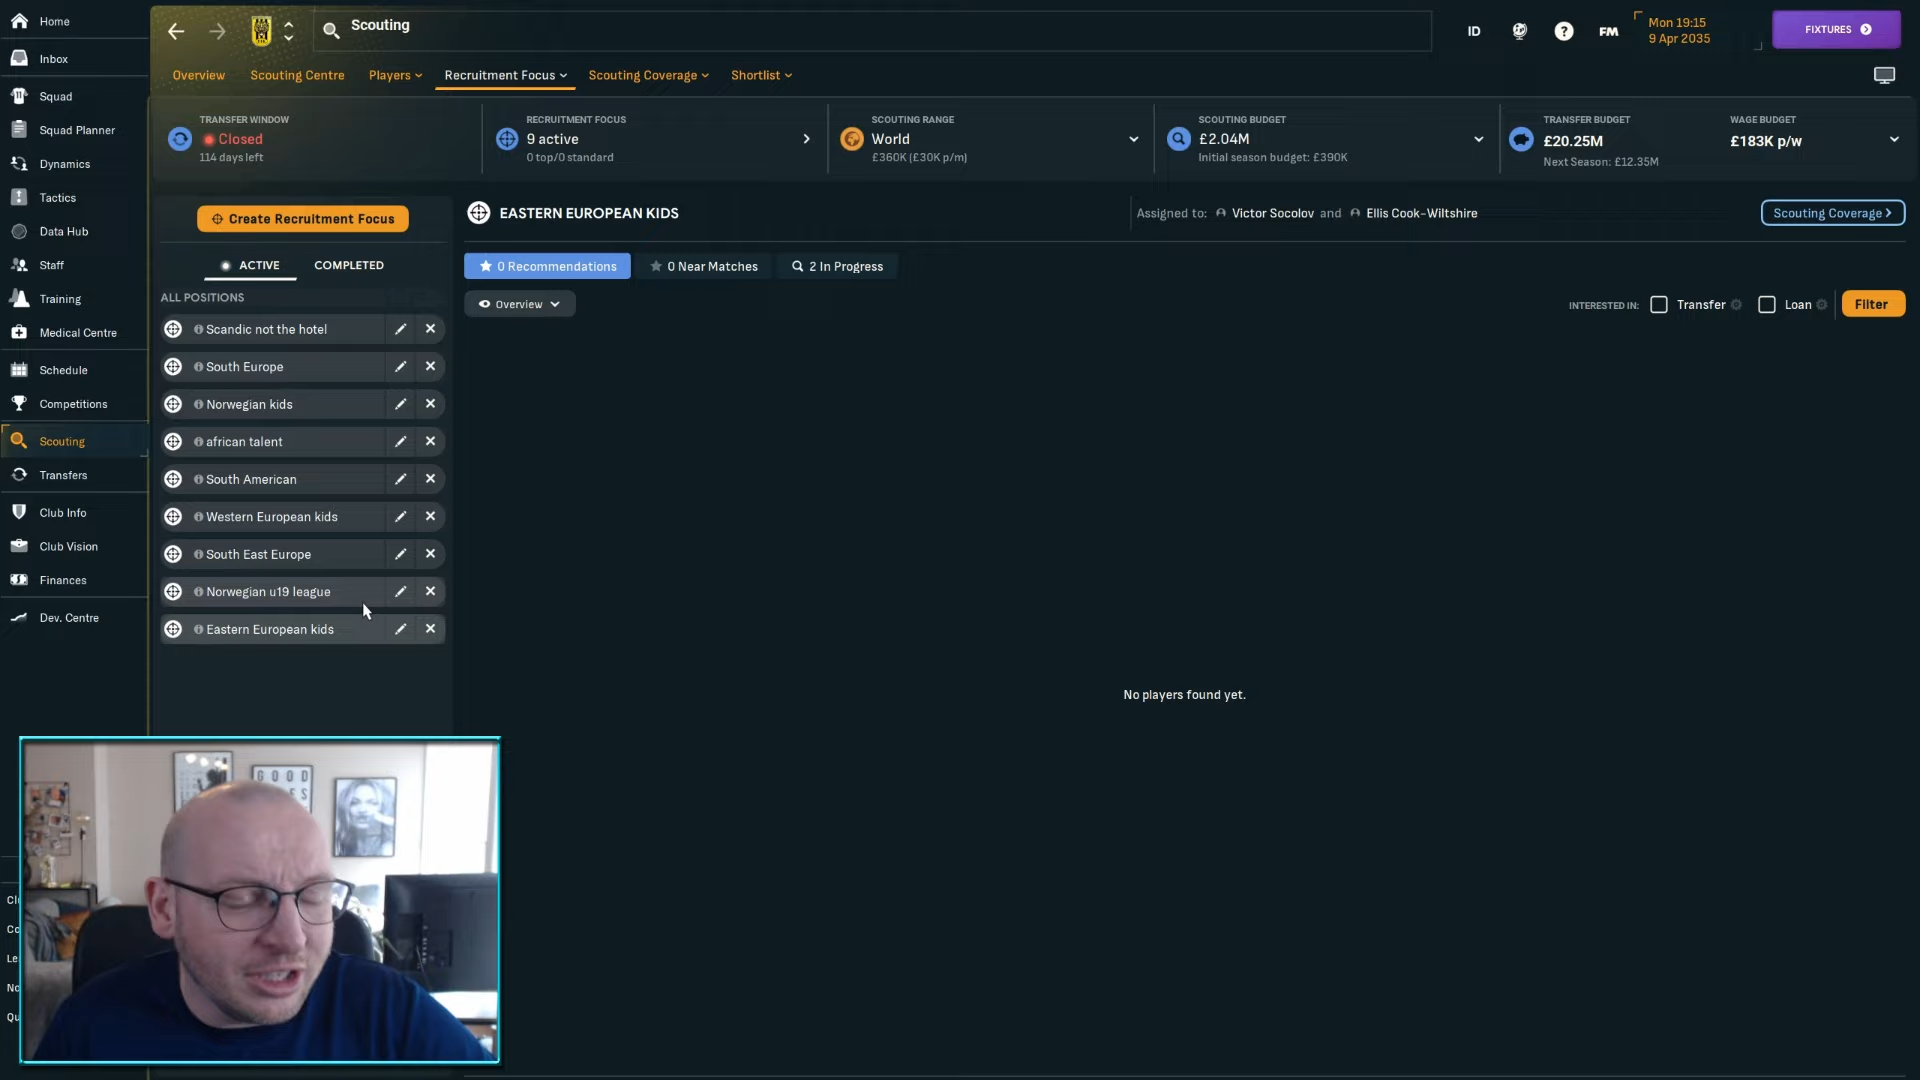 Home
Inbox
Squad
Squad Planner
Dynamics
Tactics
Data Hub
Staff
Training
Medical Centre
Schedule
Competitions
Scouting
Transfers
Club Info
Club Vision
Finances
Dev. Centre
Scouting
ID
FM
Mon 19:15
9 Apr 2035
FIXTURES
Overview
Scouting Centre
Players
Recruitment Focus
Scouting Coverage
Shortlist
TRANSFER WINDOW
Closed
114 days left
RECRUITMENT FOCUS
9 active
0 top/0 standard
SCOUTING RANGE
World
£360K (£30K p/m)
SCOUTING BUDGET
£2.04M
Initial season budget: £390K
TRANSFER BUDGET
£20.25M
Next Season: £12.35M
WAGE BUDGET
£183K p/w
Create Recruitment Focus
ACTIVE
COMPLETED
ALL POSITIONS
Scandic not the hotel
South Europe
Norwegian kids
african talent
South American
Western European kids
South East Europe
Norwegian u19 league
Eastern European kids
EASTERN EUROPEAN KIDS
Assigned to: Victor Socolov and Ellis Cook-Wiltshire
Scouting Coverage
0 Recommendations
0 Near Matches
2 In Progress
Overview
INTERESTED IN: Transfer Loan
Filter
No players found yet.
Cl
Co
Le
No
Qu
GOOD